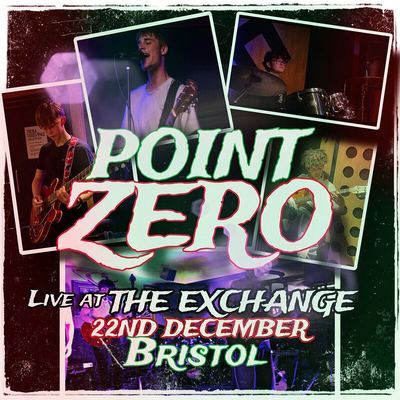 POINT
ZERO
LIVE AT THE EXCHANGE
22ND DECEMBER
BRISTOL